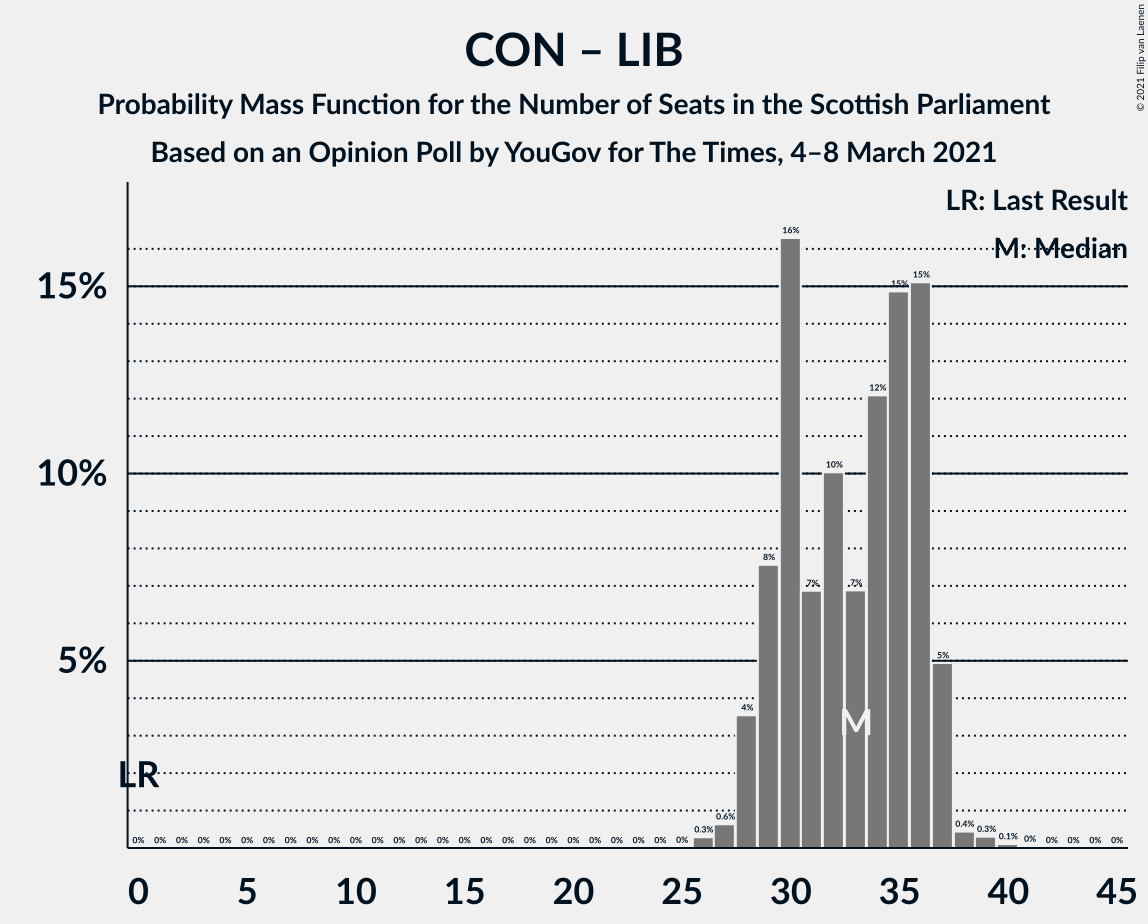 CON – LIB
Probability Mass Function for the Number of Seats in the Scottish Parliament
Based on an Opinion Poll by YouGov for The Times, 4–8 March 2021
© 2021 Filip van Laenen
LR: Last Result
M: Median
15%
10%
5%
0% 0% 0% 0% 0% 0% 0% 0% 0% 0% 0% 0% 0% 0% 0% 0% 0% 0% 0% 0% 0% 0% 0% 0% 0% 0% 0.3% 0.6% 4% 8% 16% 7% 10% 7% 12% 15% 15% 5% 0.4% 0.3% 0.1% 0% 0% 0% 0% 0%
LR
M
0 5 10 15 20 25 30 35 40 45